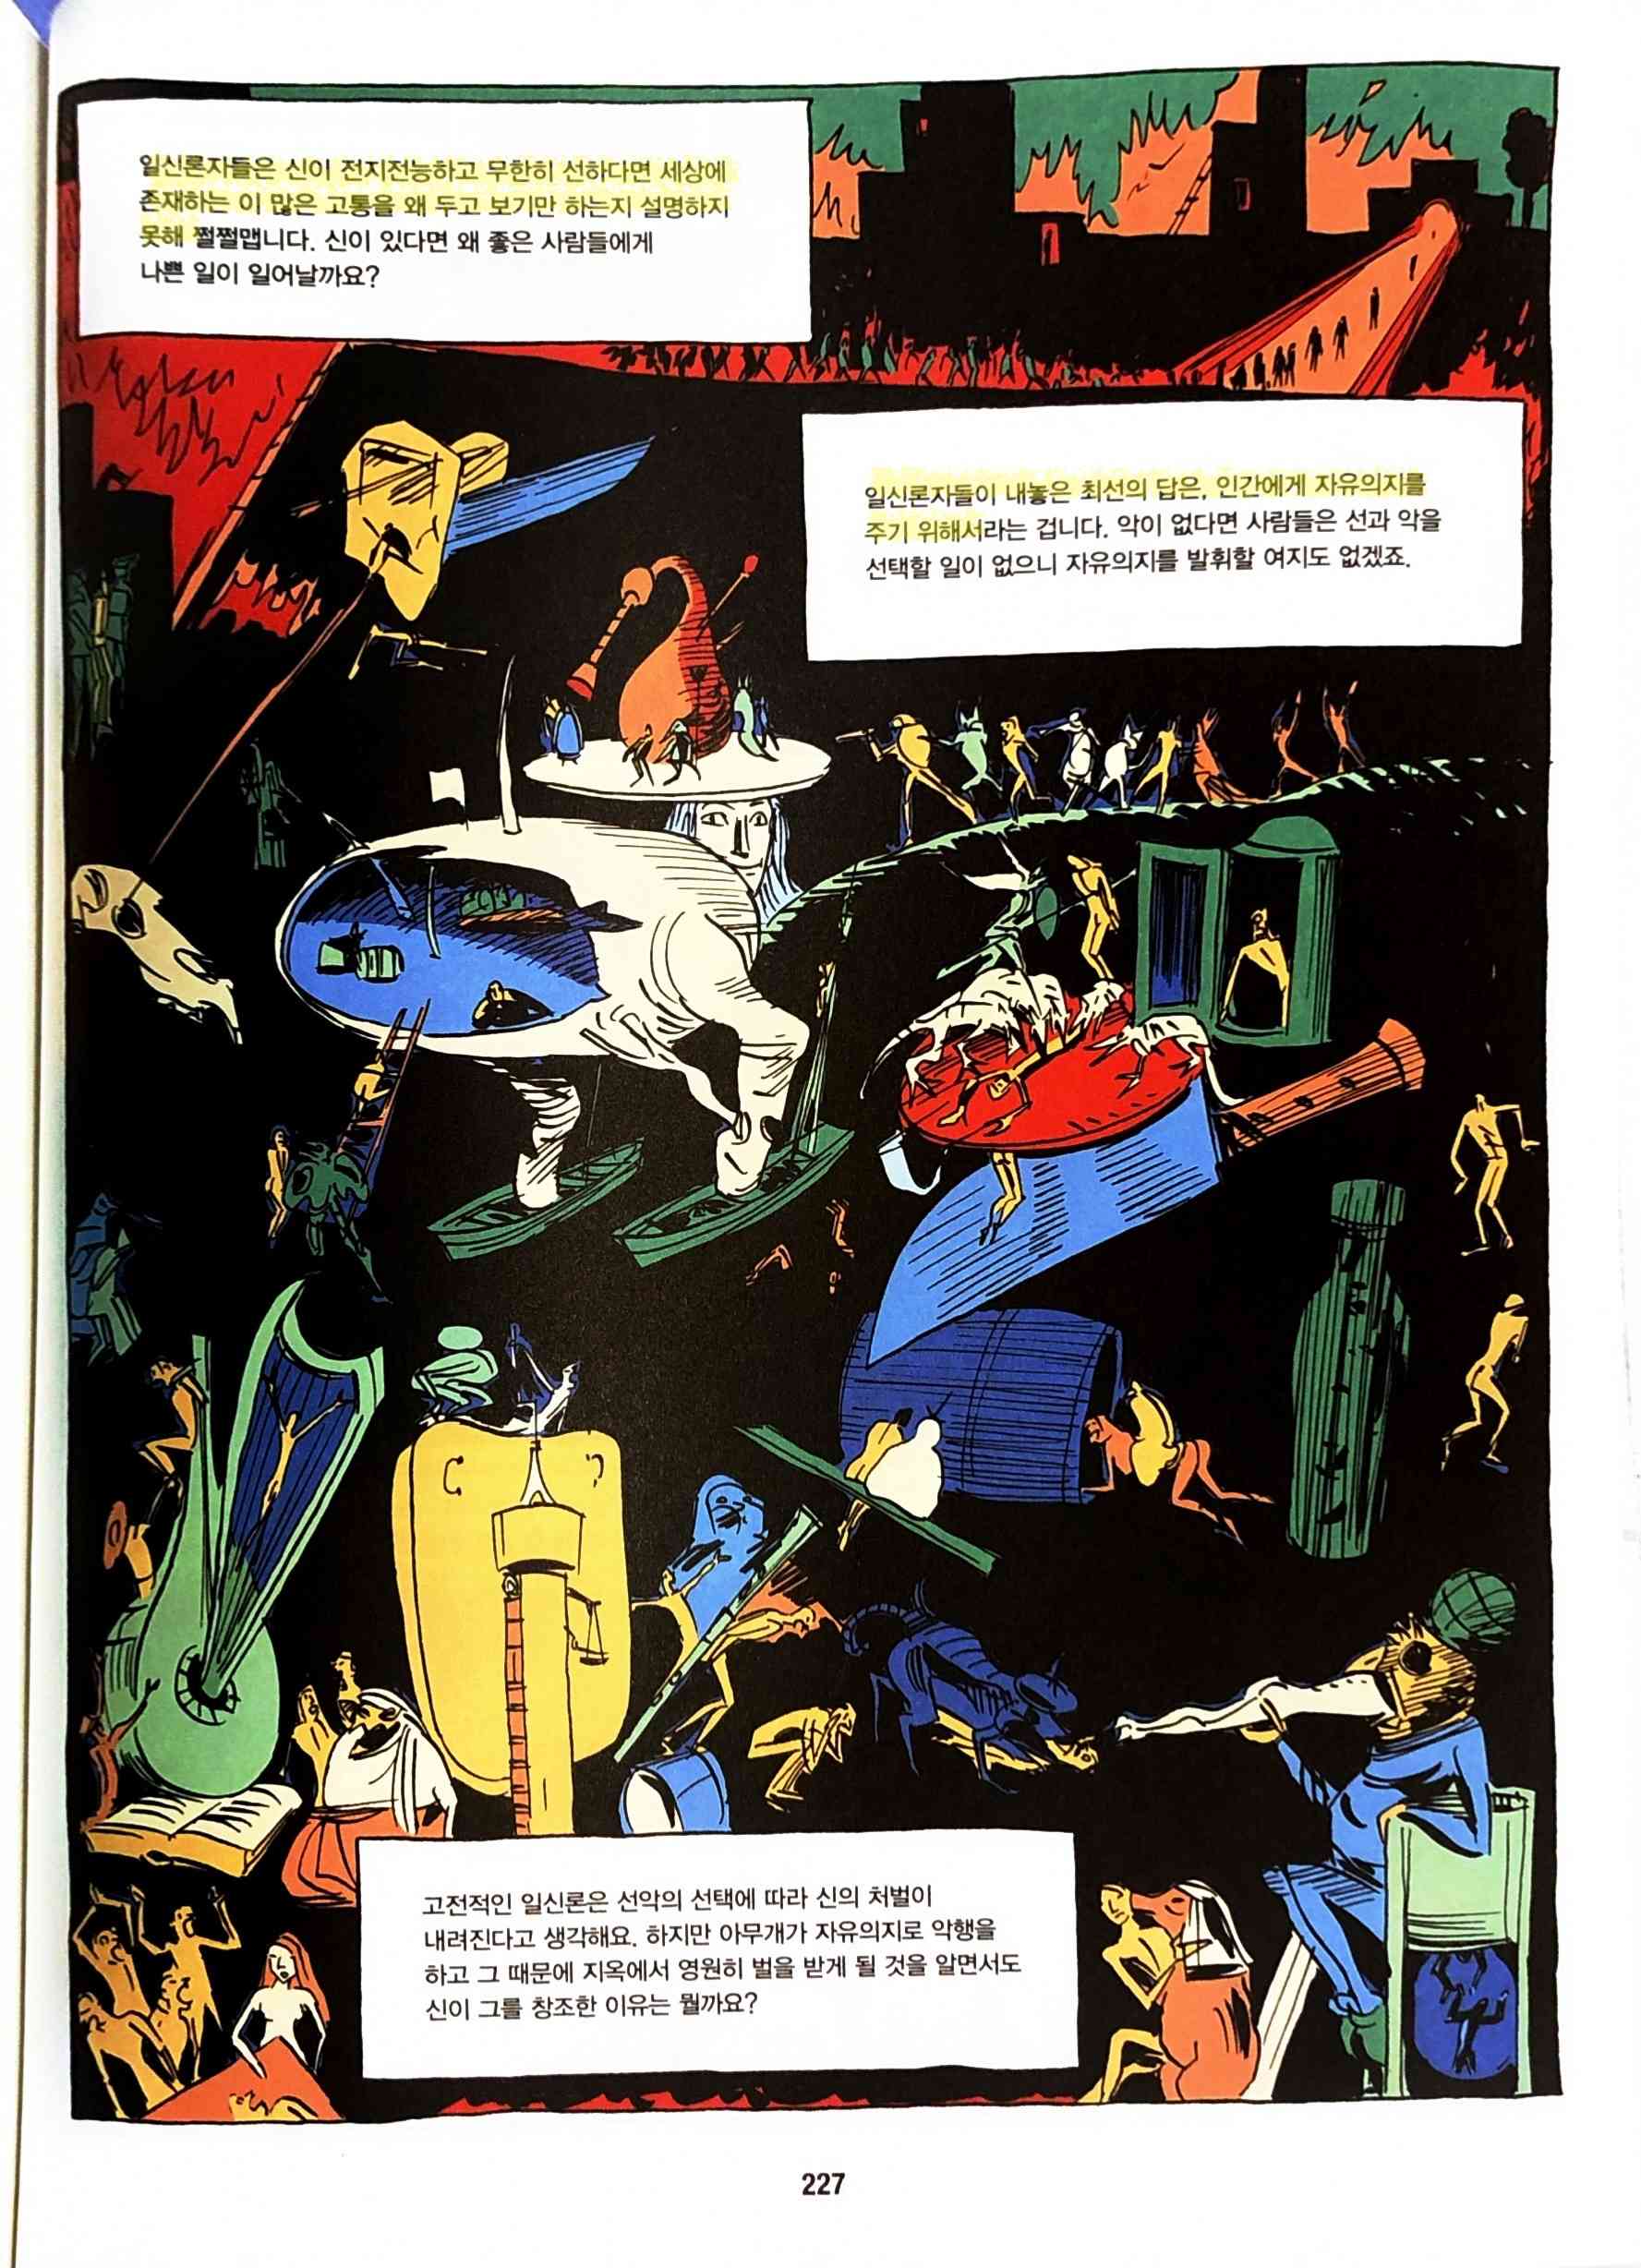 일신론자들은 신이 전지전능하고 무한히 선하다면 세상에
존재하는 이 많은 고통을 왜 두고 보기만 하는지 설명하지
못해 쩔쩔맵니다. 신이 있다면 왜 좋은 사람들에게
나쁜 일이 일어날까요?
일신론자들이 내놓은 최선의 답은, 인간에게 자유의지를
주기 위해서라는 겁니다. 악이 없다면 사람들은 선과 악을
선택할 일이 없으니 자유의지를 발휘할 여지도 없겠죠.
고전적인 일신론은 선악의 선택에 따라 신의 처벌이
내려진다고 생각해요. 하지만 아무개가 자유의지로 악행을
하고 그 때문에 지옥에서 영원히 벌을 받게 될 것을 알면서도
신이 그를 창조한 이유는 뭘까요?
227